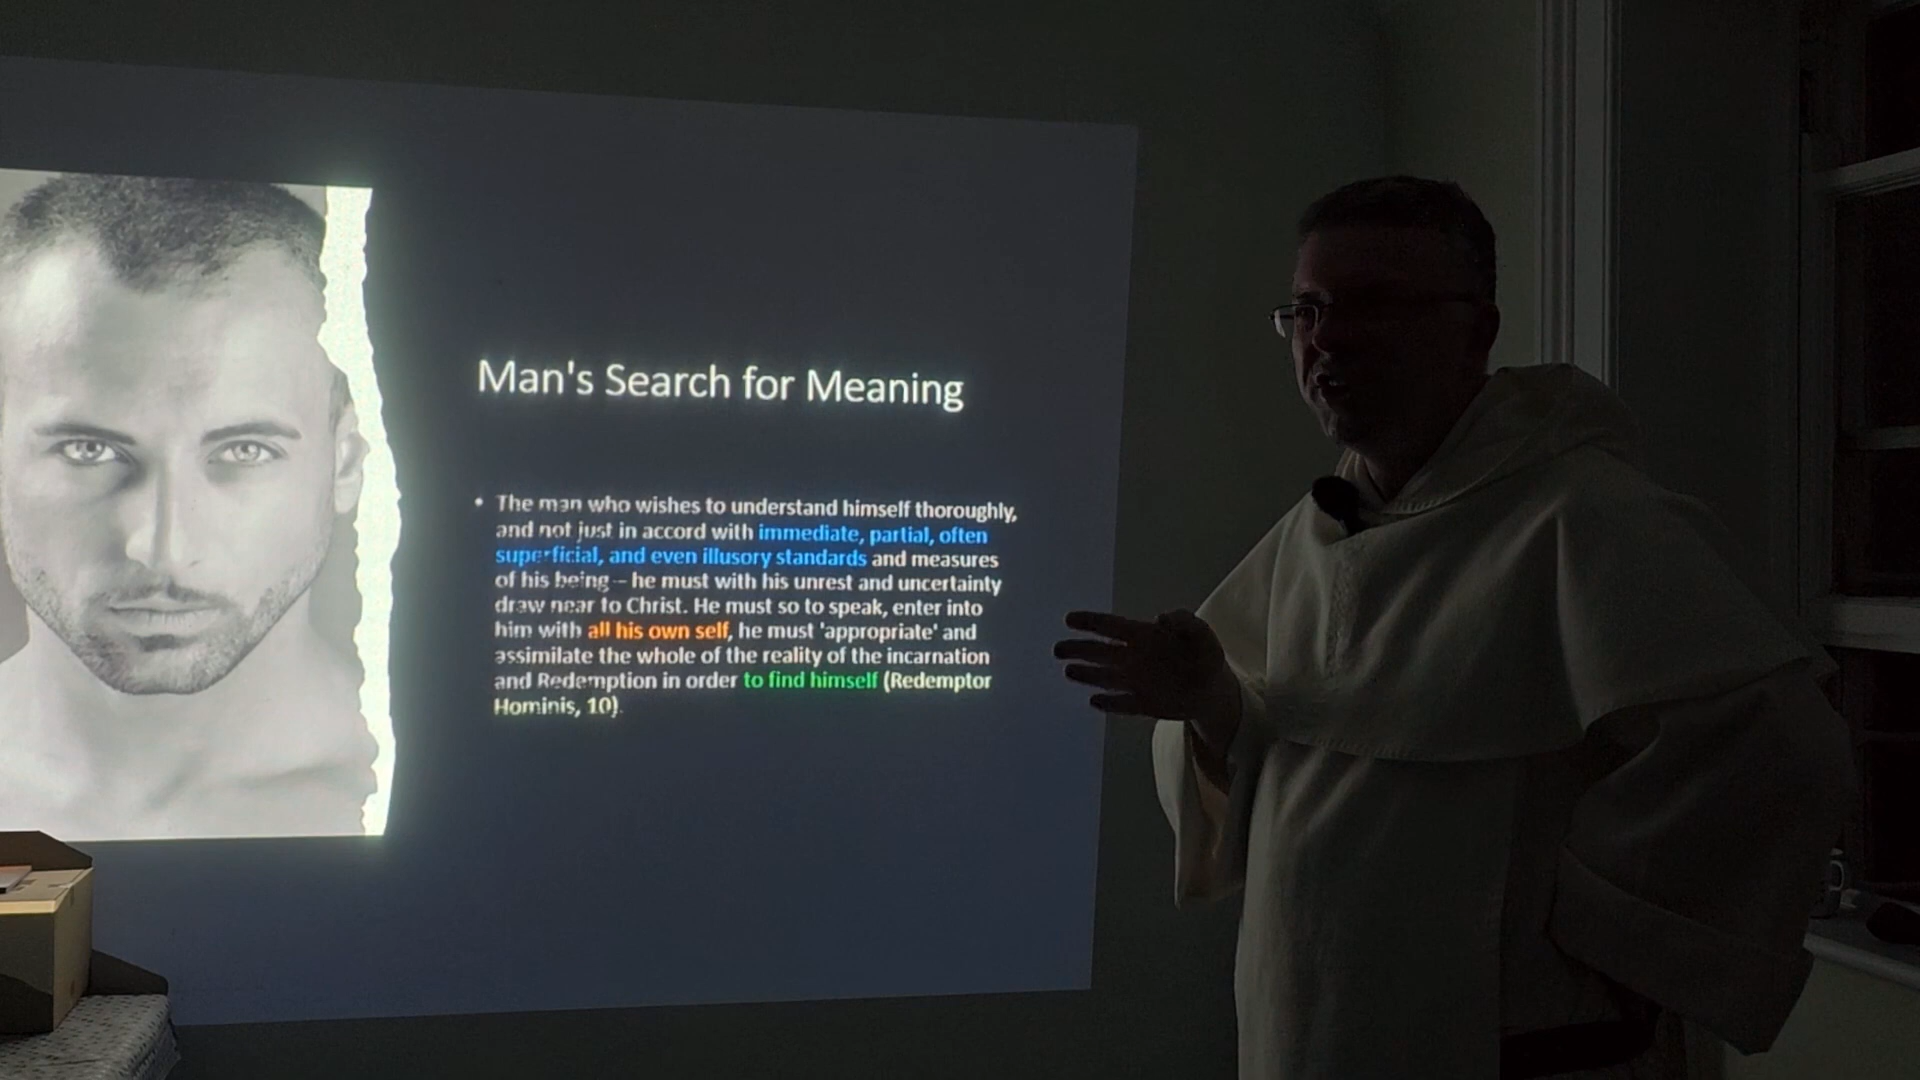 Man's Search for Meaning
• The man who wishes to understand himself thoroughly,
and not just in accord with immediate, partial, often
superficial, and even illusory standards and measures
of his being – he must with his unrest and uncertainty
draw near to Christ. He must so to speak, enter into
him with all his own self, he must 'appropriate' and
assimilate the whole of the reality of the incarnation
and Redemption in order to find himself (Redemptor
Hominis, 10).